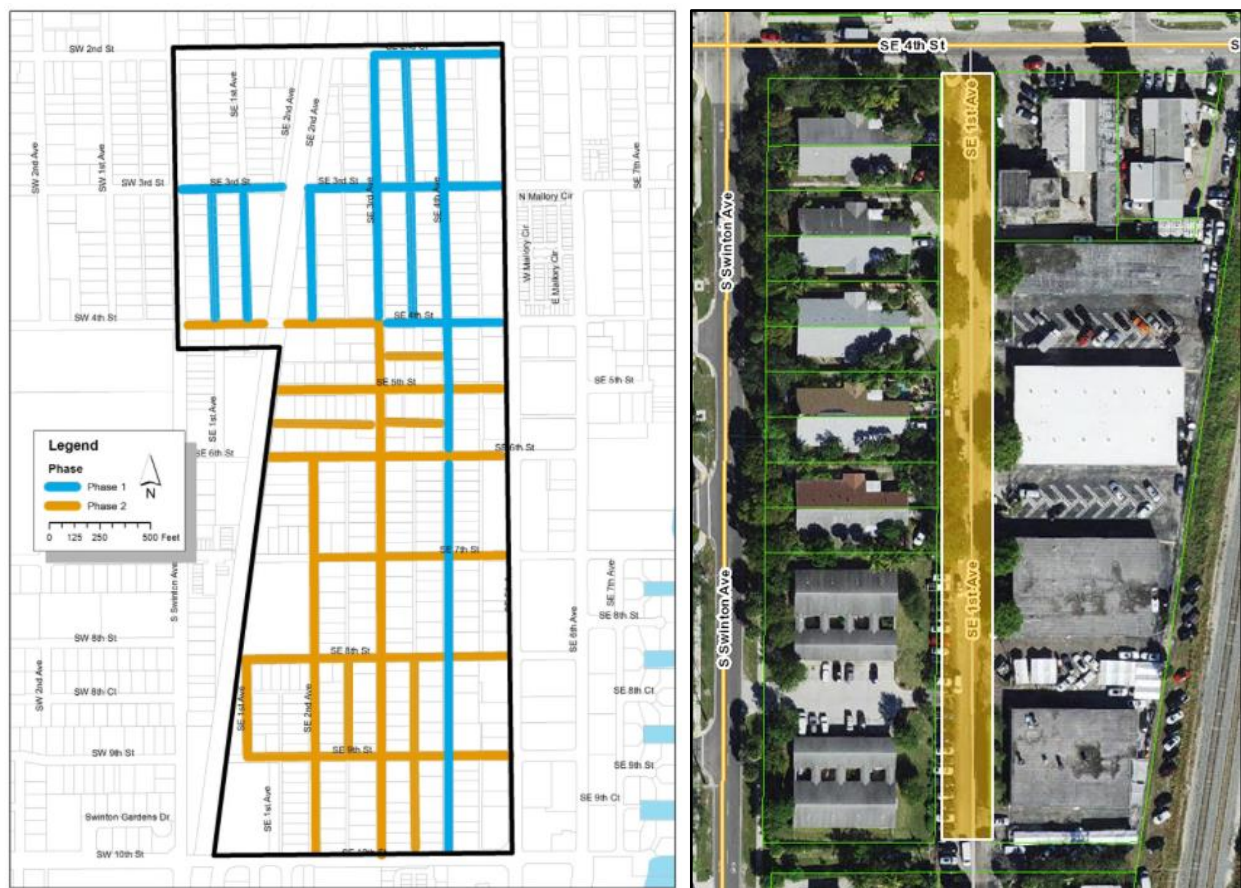 SW 2nd St
SE 2nd Ct
SE 1st Ave
SE 2nd Ave
SE 2nd Ave
SW 2nd Ave
SW 1st Ave
SE 7th Ave
SW 3rd St
SE 3rd St
SE 3rd St
SE 3rd Ave
SE 4th Ave
N Mallory Cir
W Mallory Cir
E Mallory Cir
SW 4th St
SE 4th St
SE 5th St
SE 5th St
SE 1st Ave
Legend
Phase
Phase 1
Phase 2
N
0 125 250 500 Feet
SE 6th St
SE 6th St
SE 7th St
S Swinton Ave
SE 7th Ave
SE 8th St
SW 8th St
SE 8th St
SE 6th Ave
SW 2nd Ave
SW 8th Ct
SE 1st Ave
SE 2nd Ave
SE 8th Ct
SW 9th St
SE 9th St
SE 9th St
SE 1st Ave
SE 9th Ct
Swinton Gardens Dr
SW 10th St
SE 4th St
S
SE 1st Ave
S Swinton Ave
SE 1st Ave
S Swinton Ave